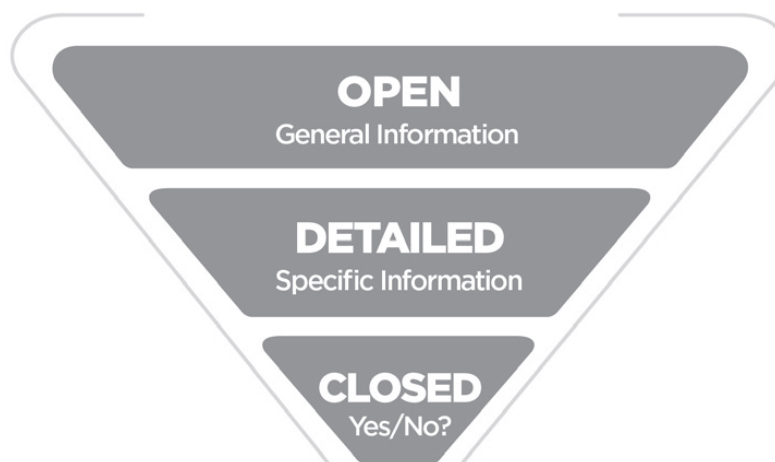 OPEN
General Information
DETAILED
Specific Information
CLOSED
Yes/No?